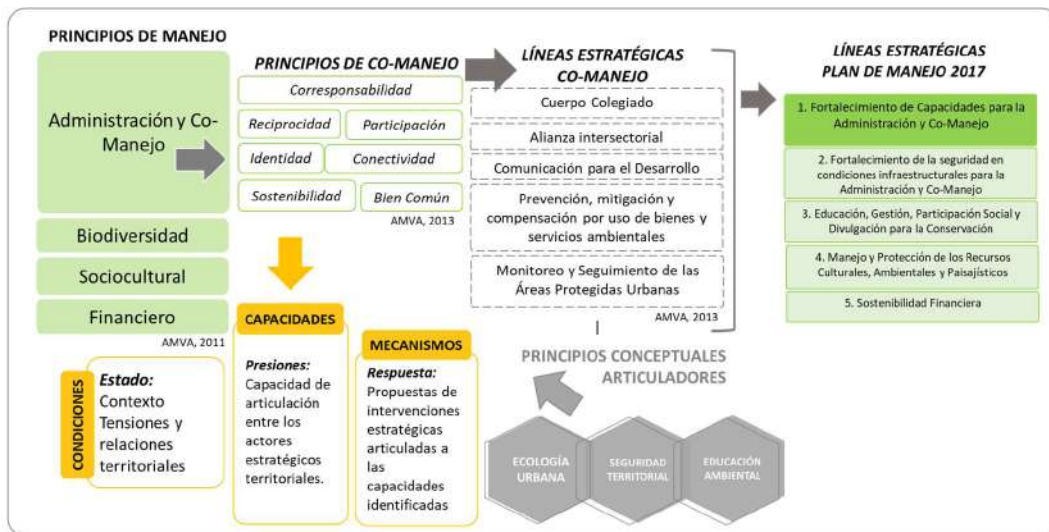 PRINCIPIOS DE MANEJO
Administración y Co-
Manejo
Biodiversidad
Sociocultural
Financiero
AMVA, 2011
PRINCIPIOS DE CO-MANEJO
Corresponsabilidad
Reciprocidad
Participación
Identidad
Conectividad
Sostenibilidad
Bien Común
AMVA, 2013
LÍNEAS ESTRATÉGICAS
CO-MANEJO
Cuerpo Colegiado
Alianza intersectorial
Comunicación para el Desarrollo
Prevención, mitigación y
compensación por uso de bienes y
servicios ambientales
Monitoreo y Seguimiento de las
Áreas Protegidas Urbanas
AMVA, 2013
LÍNEAS ESTRATÉGICAS
PLAN DE MANEJO 2017
1. Fortalecimiento de Capacidades para la
Administración y Co-Manejo
2. Fortalecimiento de la seguridad en
condiciones infraestructurales para la
Administración y Co-Manejo
3. Educación, Gestión, Participación Social y
Divulgación para la Conservación
4. Manejo y Protección de los Recursos
Culturales, Ambientales y Paisajísticos
5. Sostenibilidad Financiera
CONDICIONES
Estado:
Contexto
Tensiones y
relaciones
territoriales
CAPACIDADES
Presiones:
Capacidad de
articulación
entre los
actores
estratégicos
territoriales.
MECANISMOS
Respuesta:
Propuestas de
intervenciones
estratégicas
articuladas a
las
capacidades
identificadas
PRINCIPIOS CONCEPTUALES
ARTICULADORES
ECOLOGÍA
URBANA
SEGURIDAD
TERRITORIAL
EDUCACIÓN
AMBIENTAL